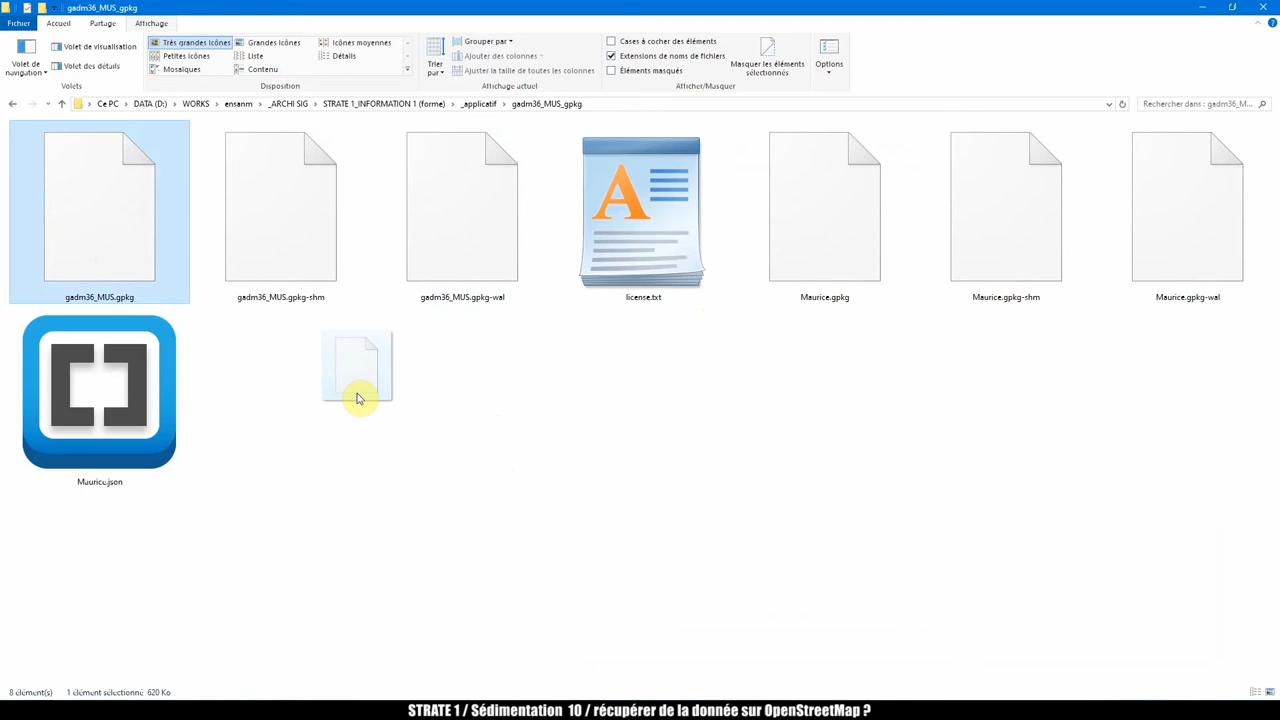 gadm36_MUS_gpkg
Fichier Accueil Partage Affichage
Volet de navigation
Volet de visualisation
Volet des détails
Volets
Très grandes icônes Grandes icônes Icônes moyennes
Petites icônes Liste Détails
Mosaïques Contenu
Disposition
Trier par
Grouper par
Ajouter des colonnes
Ajuster la taille de toutes les colonnes
Affichage actuel
Cases à cocher des éléments
Extensions de noms de fichiers
Éléments masqués
Masquer les éléments sélectionnés
Afficher/Masquer
Options
Ce PC DATA (D:) WORKS ensanm _ARCHI SIG STRATE 1_INFORMATION 1 (forme) _applicatif gadm36_MUS_gpkg
Rechercher dans : gadm36_M...
gadm36_MUS.gpkg gadm36_MUS.gpkg-shm gadm36_MUS.gpkg-wal license.txt Maurice.gpkg Maurice.gpkg-shm Maurice.gpkg-wal
Maurice.json
8 élément(s) 1 élément sélectionné 620 Ko
STRATE 1 / Sédimentation 10 / récupérer de la donnée sur OpenStreetMap ?